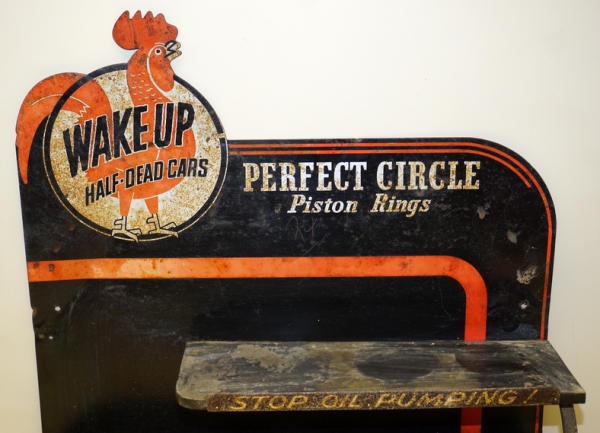 WAKE UP
HALF-DEAD CARS
PERFECT CIRCLE
Piston Rings
STOP OIL PUMPING!